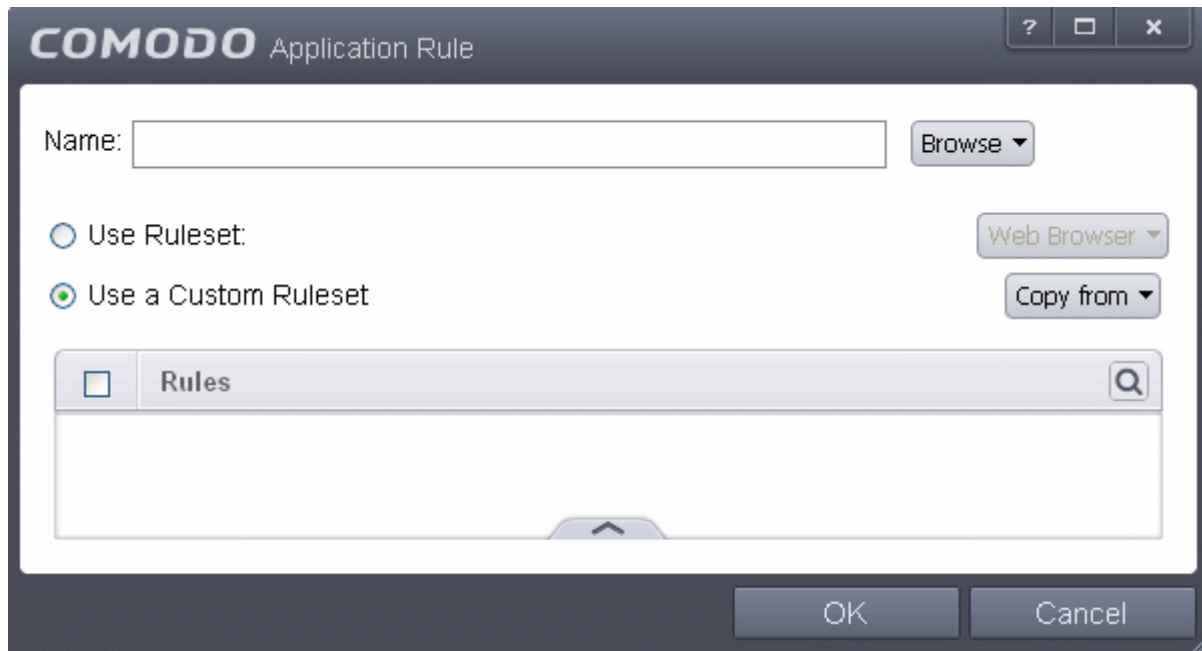 COMODO Application Rule
?
x
Name:
Browse
Use Ruleset:
Web Browser
Use a Custom Ruleset
Copy from
Rules
OK
Cancel